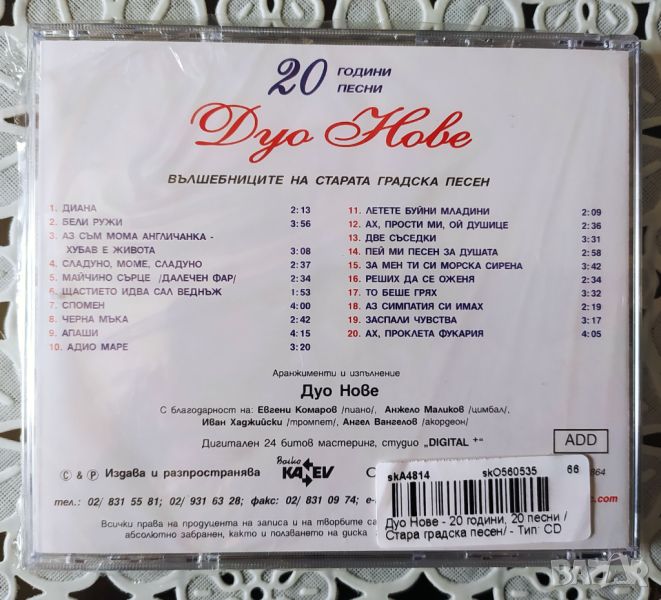 20 ГОДИНИ
ПЕСНИ
Дуо Нове
ВЪЛШЕБНИЦИТЕ НА СТАРАТА ГРАДСКА ПЕСЕН
1. ДИАНА 2:13
2. БЕЛИ РУЖИ 3:56
3. АЗ СЪМ МОМА АНГЛИЧАНКА -
ХУБАВ Е ЖИВОТА 3:08
4. СЛАДУНО, МОМЕ, СЛАДУНО 2:37
5. МАЙЧИНО СЪРЦЕ /ДАЛЕЧЕН ФАР/ 2:34
6. ЩАСТИЕТО ИДВА САЛ ВЕДНЪЖ 1:53
7. СПОМЕН 4:00
8. ЧЕРНА МЪКА 2:42
9. АПАШИ 4:15
10. АДИО МАРЕ 3:20
11. ЛЕТЕТЕ БУЙНИ МЛАДИНИ 2:09
12. АХ, ПРОСТИ МИ, ОЙ ДУШИЦЕ 2:36
13. ДВЕ СЪСЕДКИ 3:31
14. ПЕЙ МИ ПЕСЕН ЗА ДУШАТА 2:58
15. ЗА МЕН ТИ СИ МОРСКА СИРЕНА 3:42
16. РЕШИХ ДА СЕ ОЖЕНЯ 2:34
17. ТО БЕШЕ ГРЯХ 3:32
18. АЗ СИМПАТИЯ СИ ИМАХ 2:19
19. ЗАСПАЛИ ЧУВСТВА 3:17
20. АХ, ПРОКЛЕТА ФУКАРИЯ 4:05
Аранжименти и изпълнение
Дуо Нове
С благодарност на: Евгени Комаров /пиано/, Анжело Маликов /цимбал/,
Иван Хаджийски /тромпет/, Ангел Вангелов /акордеон/
Дигитален 24 битов мастеринг, студио „DIGITAL +“
ADD
© & ℗ Издава и разпространява
Boiko
KA EV
864
тел.: 02/ 831 55 81; 02/ 931 63 28; факс: 02/ 831 09 74; e-
c.com
Всички права на продуцента на записа и на творбите са
абсолютно забранен, както и ползването на диска
skA4814 skO560535 66
Дуо Нове - 20 години, 20 песни /
Стара градска песен/ - Тип: CD
BAZAR